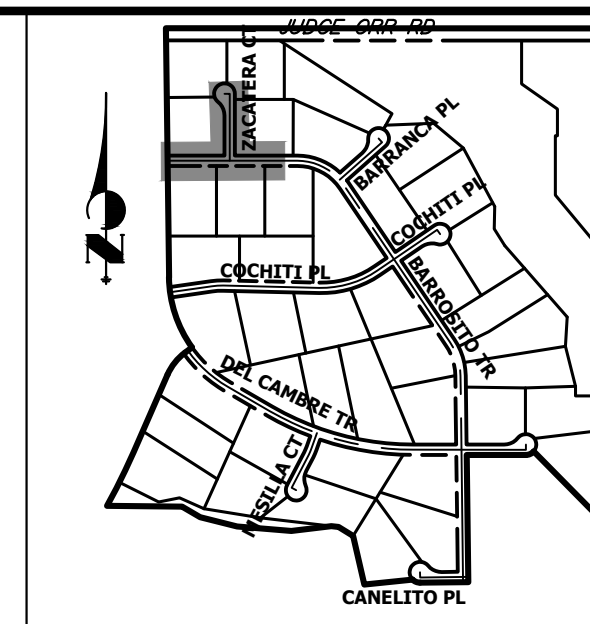 JUDGE ORR RD
ZACATERA CT
BARRANCA PL
COCHITI PL
COCHITI PL
BARROSITO TR
DEL CAMBRE TR
MESILLA CT
CANELITO PL
N